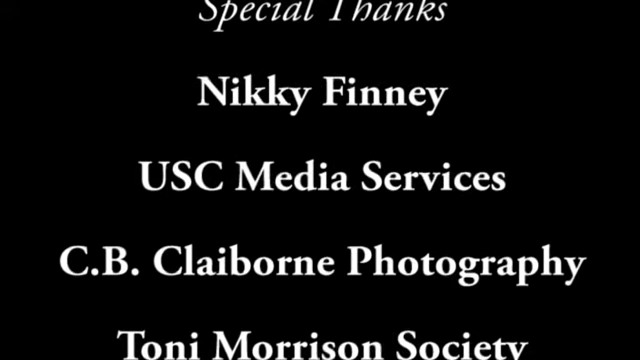 Special Thanks
Nikky Finney
USC Media Services
C.B. Claiborne Photography
Toni Morrison Society